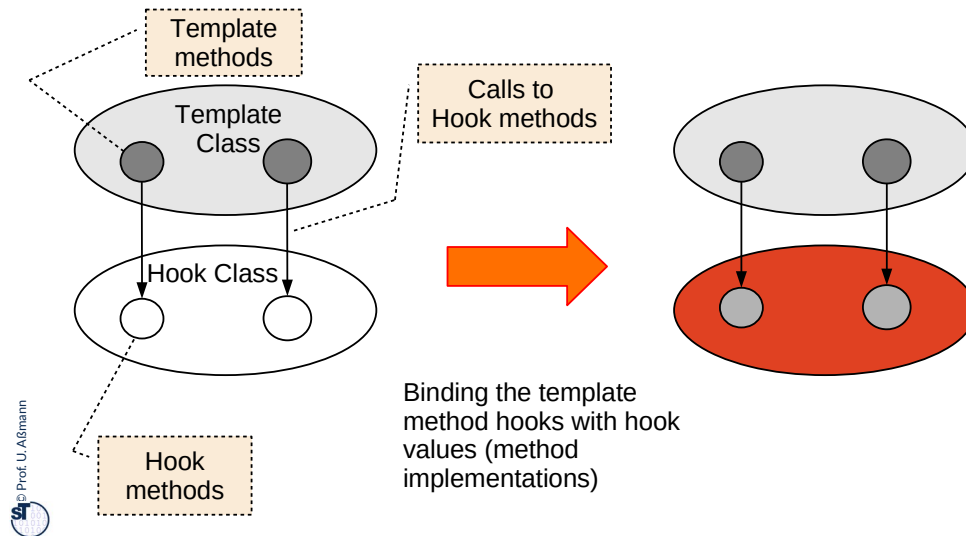 Template
methods
Calls to
Hook methods
Template
Class
Hook Class
Binding the template
method hooks with hook
values (method
implementations)
Hook
methods
© Prof. U. Aßmann
ST